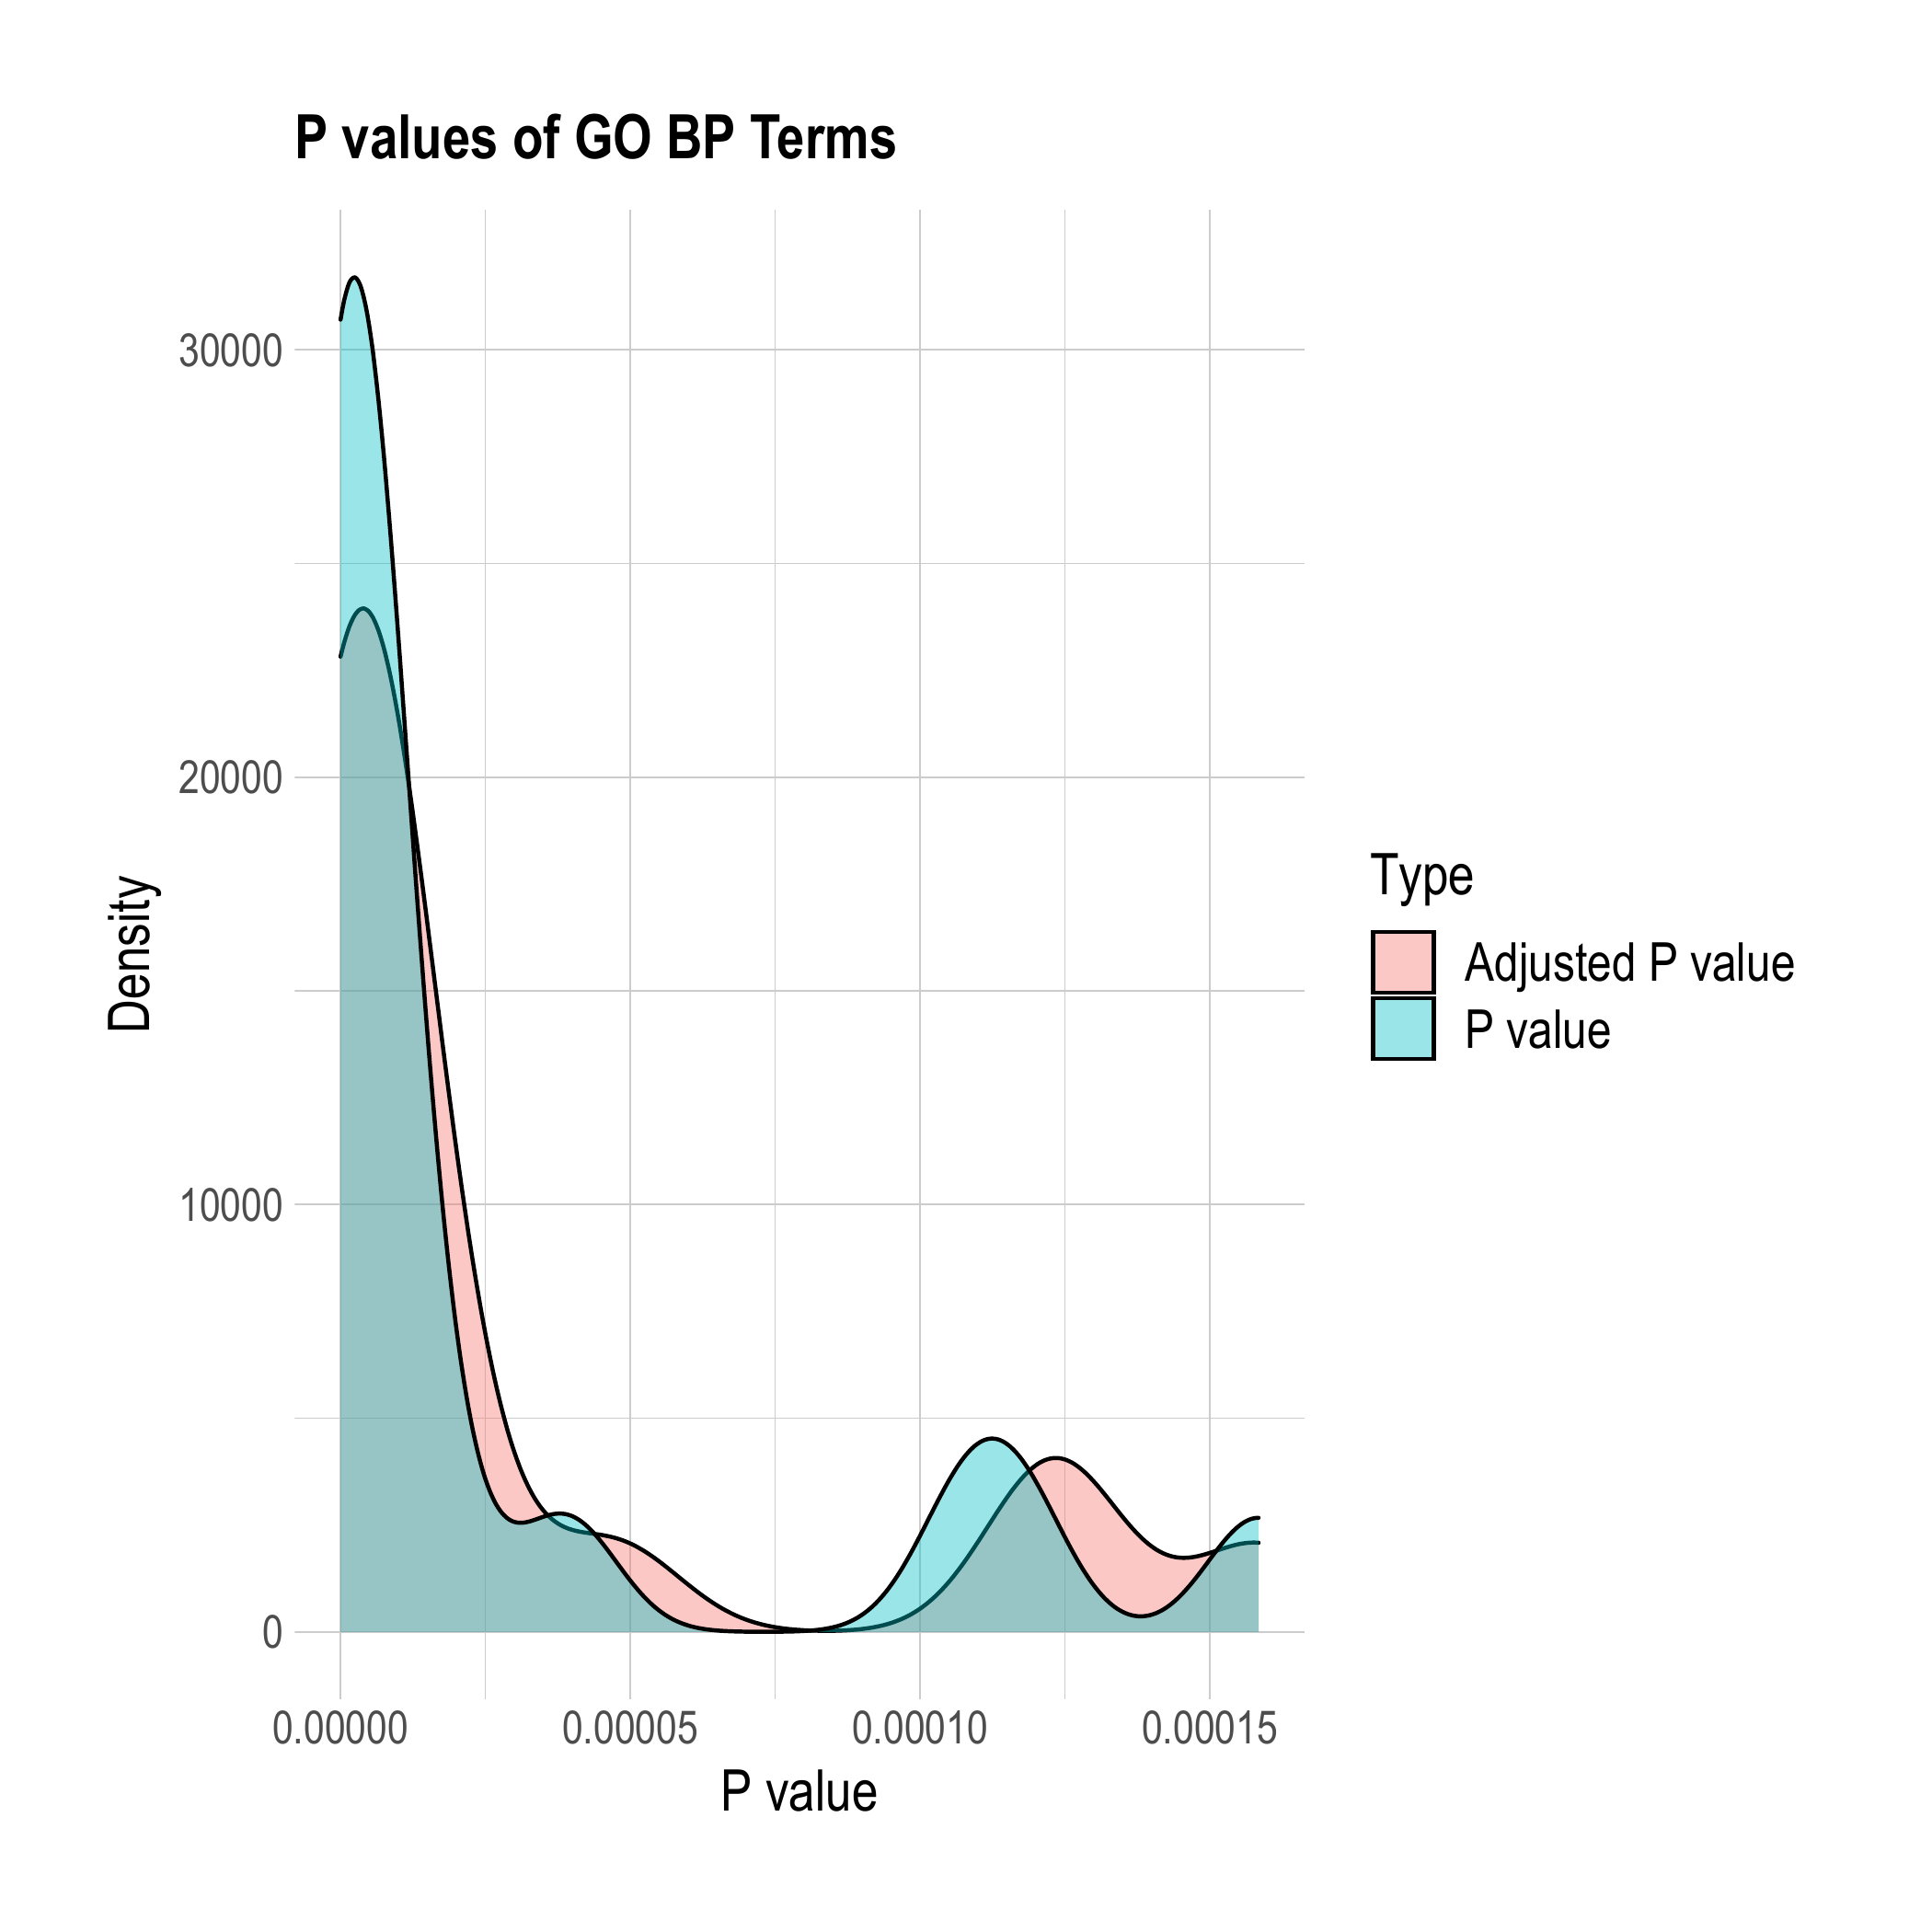 P values of GO BP Terms
30000
20000
10000
0
Density
0.00000
0.00005
0.00010
0.00015
P value
Type
Adjusted P value
P value